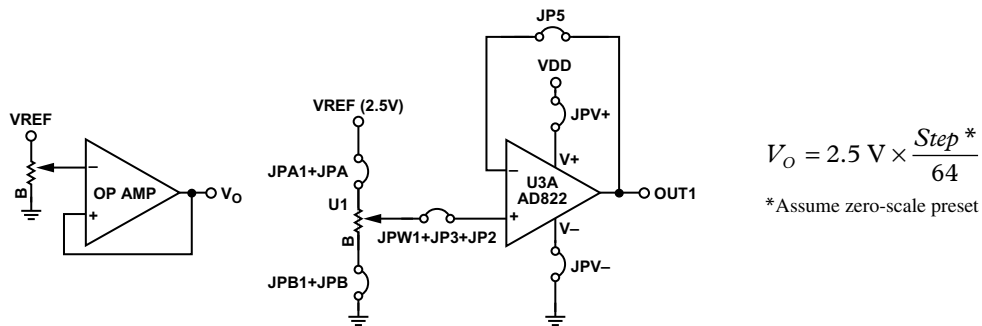 VREF
B
–
+
OP AMP
VO
VREF (2.5V)
JPA1+JPA
U1
B
JPB1+JPB
JPW1+JP3+JP2
JP5
VDD
JPV+
V+
–
U3A
AD822
+
V–
JPV–
OUT1
VO = 2.5 V × Step * / 64
*Assume zero-scale preset